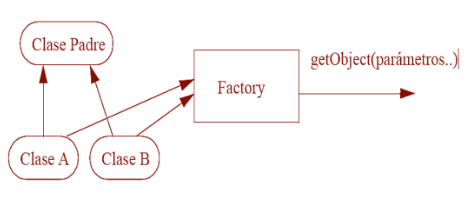 Clase Padre
getObject(parámetros..)
Factory
Clase A
Clase B